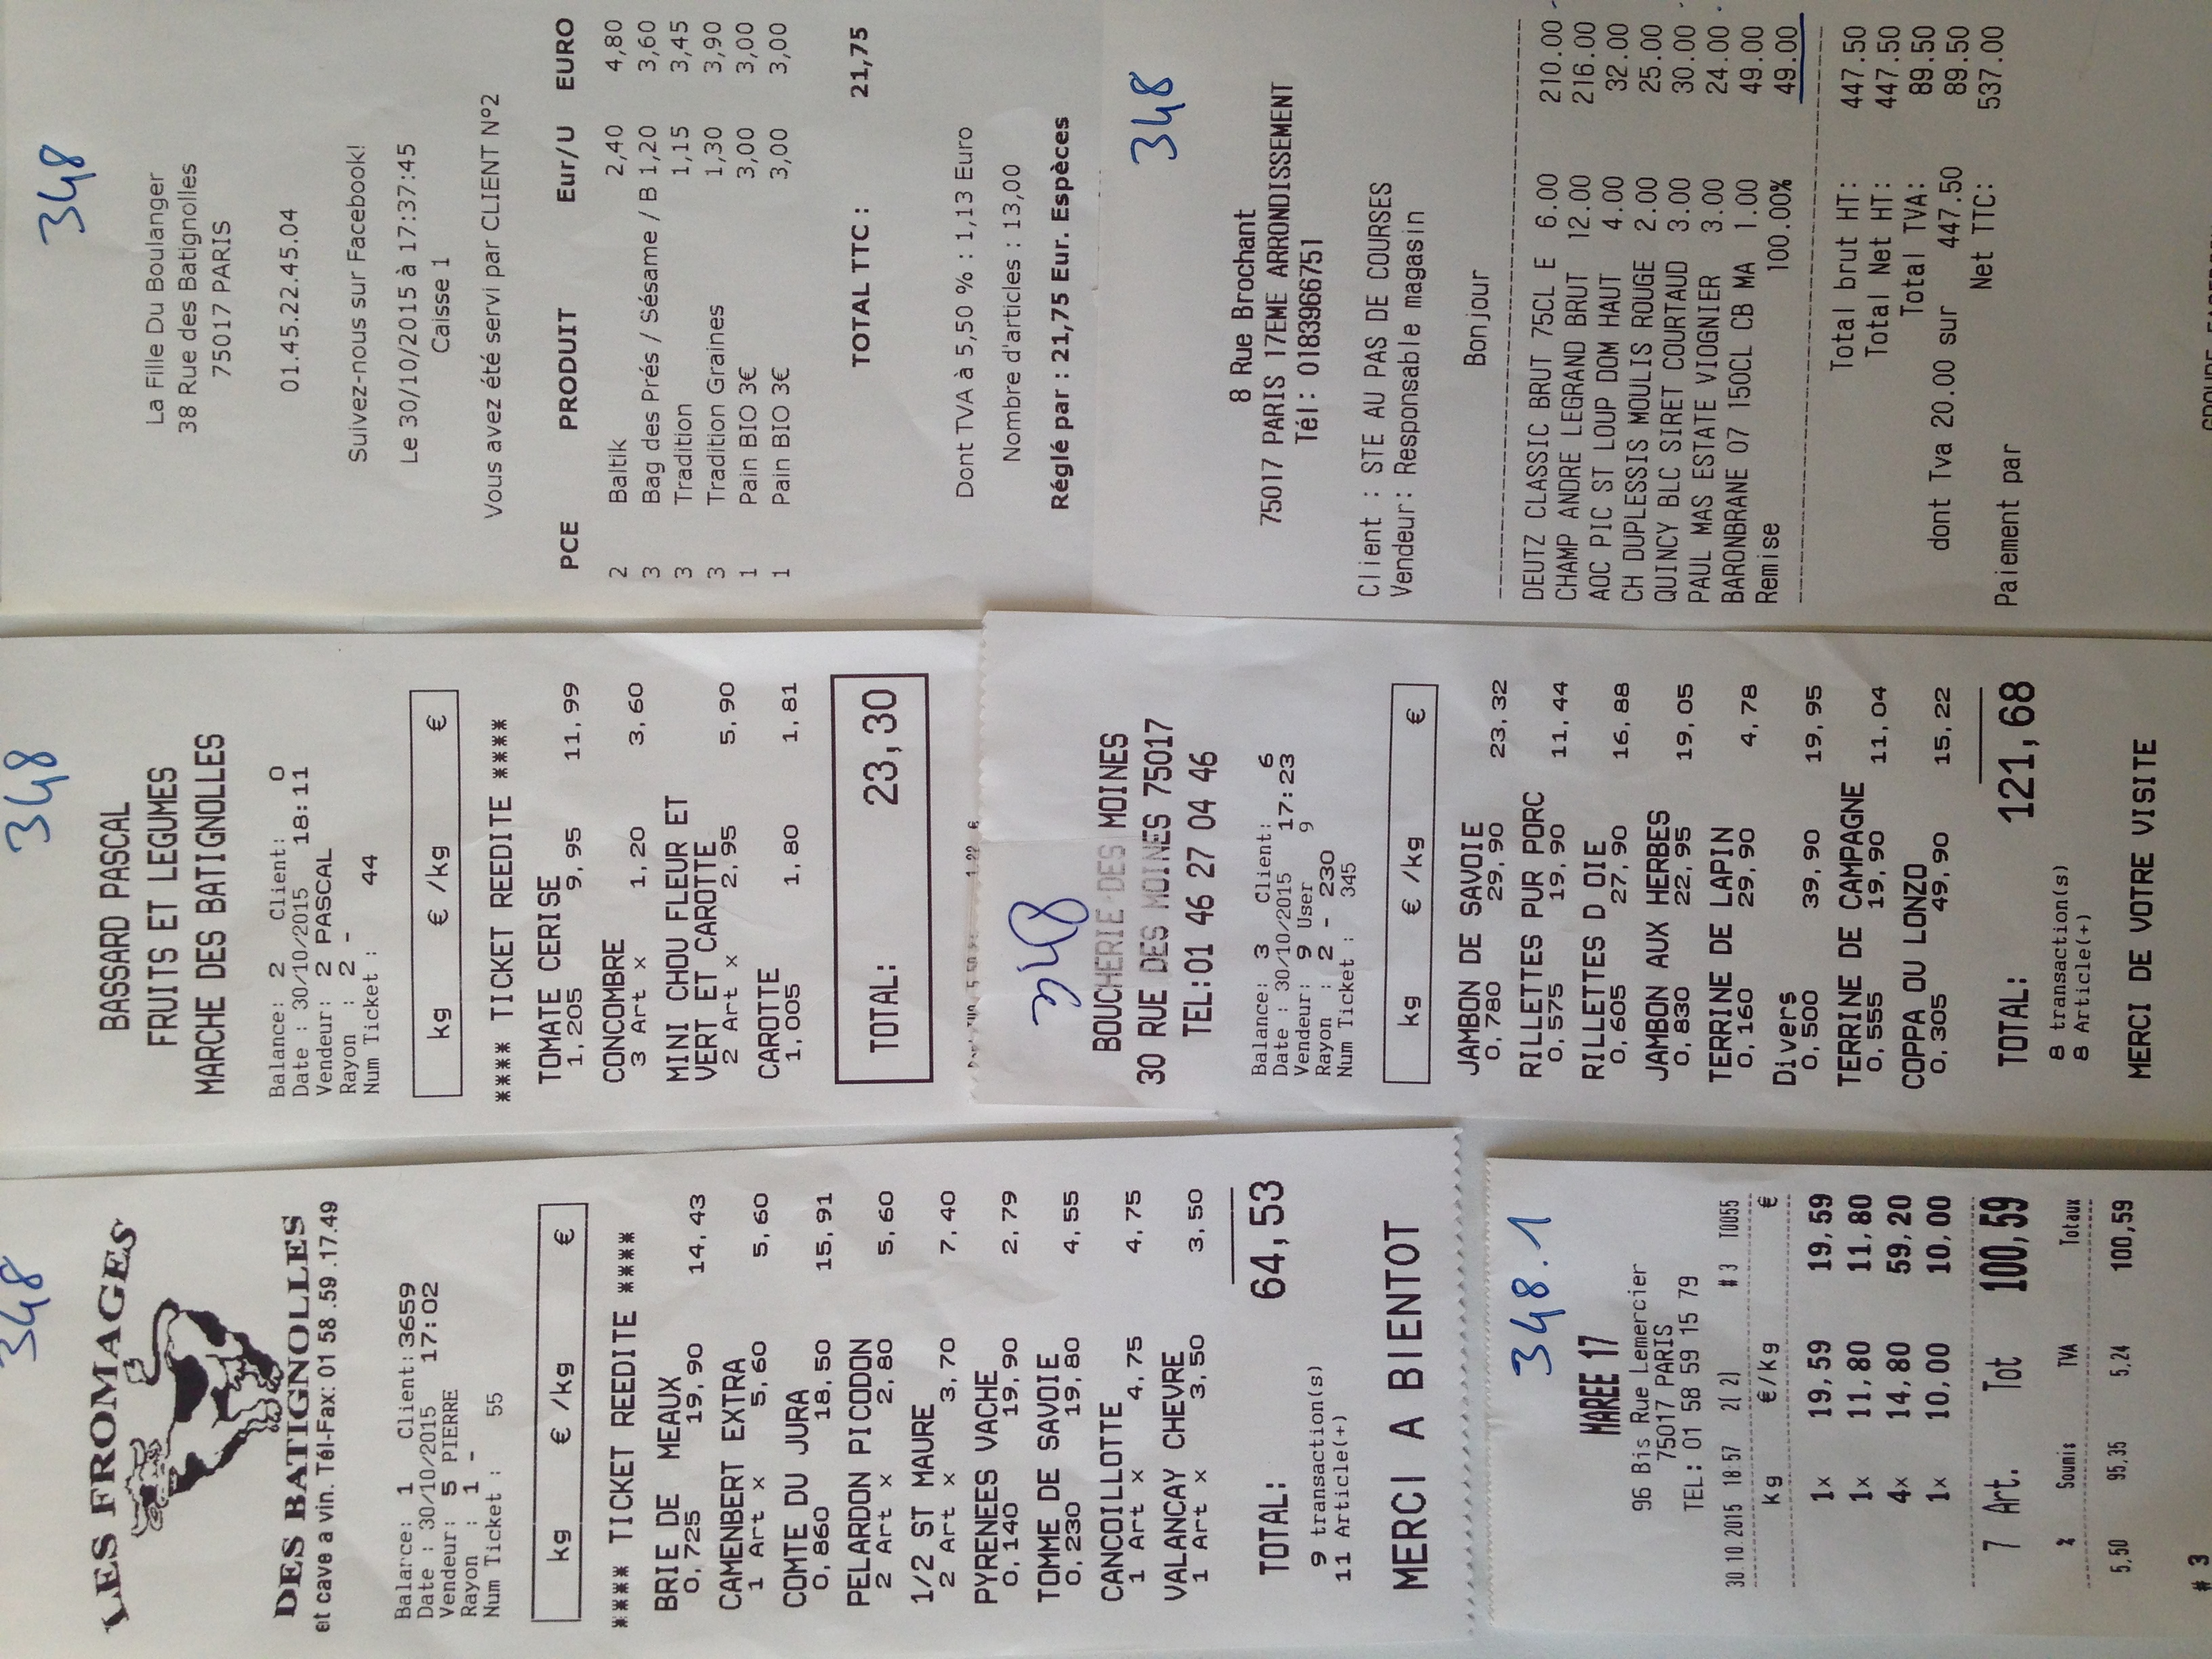 348
LES FROMAGES
DES BATIGNOLLES
et cave a vin. Tél-Fax: 01 58 .59 .17.49
Balance: 1 Client: 3659
Date : 30/10/2015 17:02
Vendeur: 5 PIERRE
Rayon : 1 -
Num Ticket : 55
kg € /kg €
**** TICKET REEDITE ****
BRIE DE MEAUX
0,725 19,90 14,43
CAMENBERT EXTRA
1 Art x 5,60 5,60
COMTE DU JURA
0,860 18,50 15,91
PELARDON PICODON
2 Art x 2,80 5,60
1/2 ST MAURE
2 Art x 3,70 7,40
PYRENEES VACHE
0,140 19,90 2,79
TOMME DE SAVOIE
0,230 19,80 4,55
CANCOILLOTTE
1 Art x 4,75 4,75
VALANCAY CHEVRE
1 Art x 3,50 3,50
TOTAL: 64,53
9 transaction(s)
11 Article(+)
MERCI A BIENTOT
348.1
MAREE 17
96 Bis Rue Lemercier
75017 PARIS
TEL: 01 58 59 15 79
30.10.2015 18:57 2( 2) # 3 T0055
kg €/kg €
1x 19,59 19,59
1x 11,80 11,80
4x 14,80 59,20
1x 10,00 10,00
7 Art. Tot 100,59
% Soumis TVA Totaux
5,50 95,35 5,24 100,59
# 3
348
BASSARD PASCAL
FRUITS ET LEGUMES
MARCHE DES BATIGNOLLES
Balance: 2 Client: 0
Date : 30/10/2015 18:11
Vendeur: 2 PASCAL
Rayon : 2 -
Num Ticket : 44
kg € /kg €
**** TICKET REEDITE ****
TOMATE CERISE
1,205 9,95 11,99
CONCOMBRE
3 Art x 1,20 3,60
MINI CHOU FLEUR ET
VERT ET CAROTTE
2 Art x 2,95 5,90
CAROTTE
1,005 1,80 1,81
TOTAL: 23,30
Dont TVA 5,50 %: 1.22 €
348
BOUCHERIE DES MOINES
30 RUE DES MOINES 75017
TEL:01 46 27 04 46
Balance: 3 Client: 6
Date : 30/10/2015 17:23
Vendeur: 9 User 9
Rayon : 2 - 230
Num Ticket : 345
kg € /kg €
JAMBON DE SAVOIE
0,780 29,90 23,32
RILLETTES PUR PORC
0,575 19,90 11,44
RILLETTES D OIE
0,605 27,90 16,88
JAMBON AUX HERBES
0,830 22,95 19,05
TERRINE DE LAPIN
0,160 29,90 4,78
Divers
0,500 39,90 19,95
TERRINE DE CAMPAGNE
0,555 19,90 11,04
COPPA OU LONZO
0,305 49,90 15,22
TOTAL: 121,68
8 transaction(s)
8 Article(+)
MERCI DE VOTRE VISITE
348
La Fille Du Boulanger
38 Rue des Batignolles
75017 PARIS
01.45.22.45.04
Suivez-nous sur Facebook!
Le 30/10/2015 à 17:37:45
Caisse 1
Vous avez été servi par CLIENT N°2
PCE PRODUIT Eur/U EURO
2 Baltik 2,40 4,80
3 Bag des Prés / Sésame / B 1,20 3,60
3 Tradition 1,15 3,45
3 Tradition Graines 1,30 3,90
1 Pain BIO 3€ 3,00 3,00
1 Pain BIO 3€ 3,00 3,00
TOTAL TTC : 21,75
Dont TVA à 5,50 % : 1,13 Euro
Nombre d'articles : 13,00
Réglé par : 21,75 Eur. Espèces
348
8 Rue Brochant
75017 PARIS 17EME ARRONDISSEMENT
Tél: 0183966751
Client : STE AU PAS DE COURSES
Vendeur: Responsable magasin
Bonjour
DEUTZ CLASSIC BRUT 75CL E 6.00 210.00
CHAMP ANDRE LEGRAND BRUT 12.00 216.00
AOC PIC ST LOUP DOM HAUT 4.00 32.00
CH DUPLESSIS MOULIS ROUGE 2.00 25.00
QUINCY BLC SIRET COURTAUD 3.00 30.00
PAUL MAS ESTATE VIOGNIER 3.00 24.00
BARONBRANE 07 150CL CB MA 1.00 49.00
Remise 100.00% 49.00
Total brut HT: 447.50
Total Net HT: 447.50
Total TVA: 89.50
dont Tva 20.00 sur 447.50 89.50
Net TTC: 537.00
Paiement par